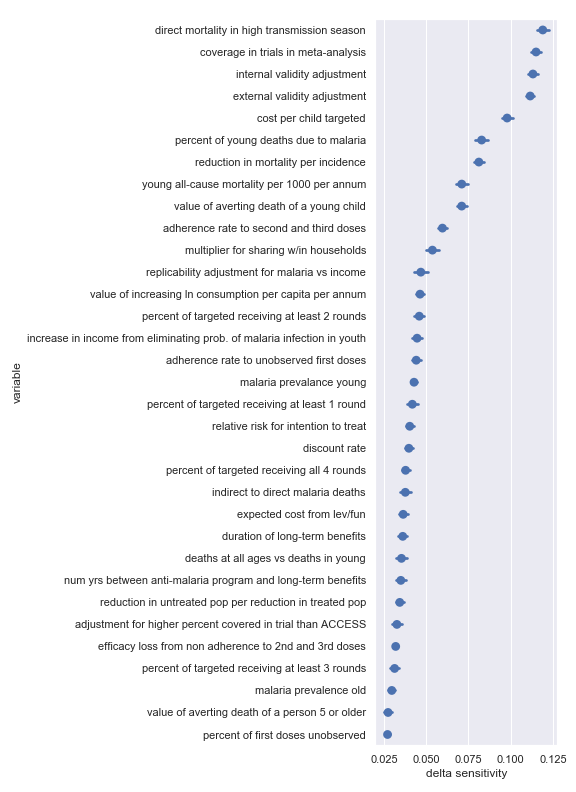 direct mortality in high transmission season
coverage in trials in meta-analysis
internal validity adjustment
external validity adjustment
cost per child targeted
percent of young deaths due to malaria
reduction in mortality per incidence
young all-cause mortality per 1000 per annum
value of averting death of a young child
adherence rate to second and third doses
multiplier for sharing w/in households
replicability adjustment for malaria vs income
value of increasing ln consumption per capita per annum
percent of targeted receiving at least 2 rounds
increase in income from eliminating prob. of malaria infection in youth
adherence rate to unobserved first doses
malaria prevalance young
percent of targeted receiving at least 1 round
relative risk for intention to treat
discount rate
percent of targeted receiving all 4 rounds
indirect to direct malaria deaths
expected cost from lev/fun
duration of long-term benefits
deaths at all ages vs deaths in young
num yrs between anti-malaria program and long-term benefits
reduction in untreated pop per reduction in treated pop
adjustment for higher percent covered in trial than ACCESS
efficacy loss from non adherence to 2nd and 3rd doses
percent of targeted receiving at least 3 rounds
malaria prevalence old
value of averting death of a person 5 or older
percent of first doses unobserved
variable
0.025 0.050 0.075 0.100 0.125
delta sensitivity